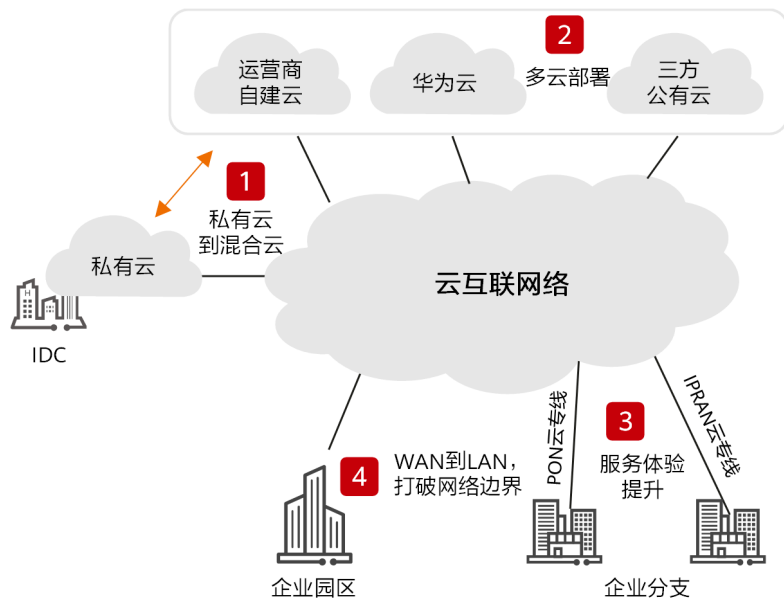 运营商
自建云
华为云
2
多云部署
三方
公有云
1
私有云
到混合云
私有云
IDC
云互联网络
PON云专线
IPRAN云专线
3
服务体验
提升
4
WAN到LAN，
打破网络边界
企业园区
企业分支